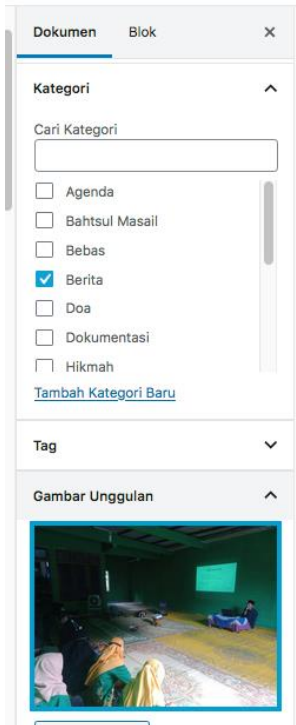 Dokumen Blok ×
Kategori
Cari Kategori
Agenda
Bahtsul Masail
Bebas
Berita
Doa
Dokumentasi
Hikmah
Tambah Kategori Baru
Tag
Gambar Unggulan